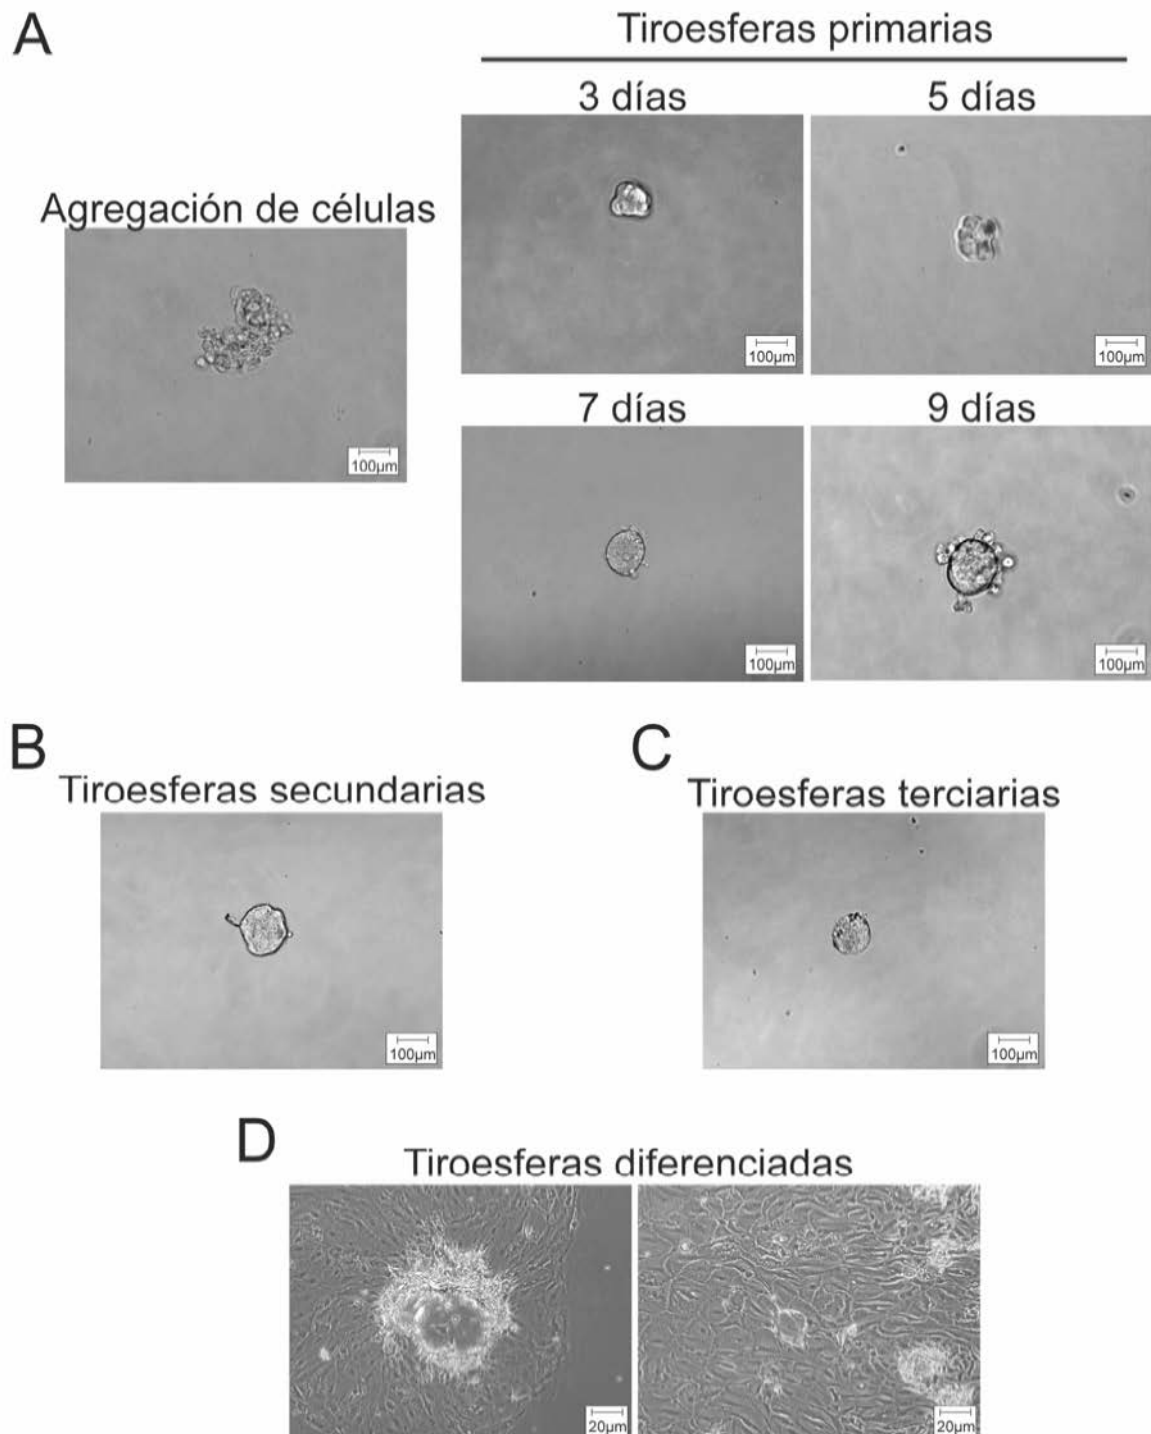 A
Tiroesferas primarias
3 días
5 días
Agregación de células
100μm
100μm
100μm
7 días
9 días
100μm
100μm
B
Tiroesferas secundarias
C
Tiroesferas terciarias
100μm
100μm
D
Tiroesferas diferenciadas
20μm
20μm